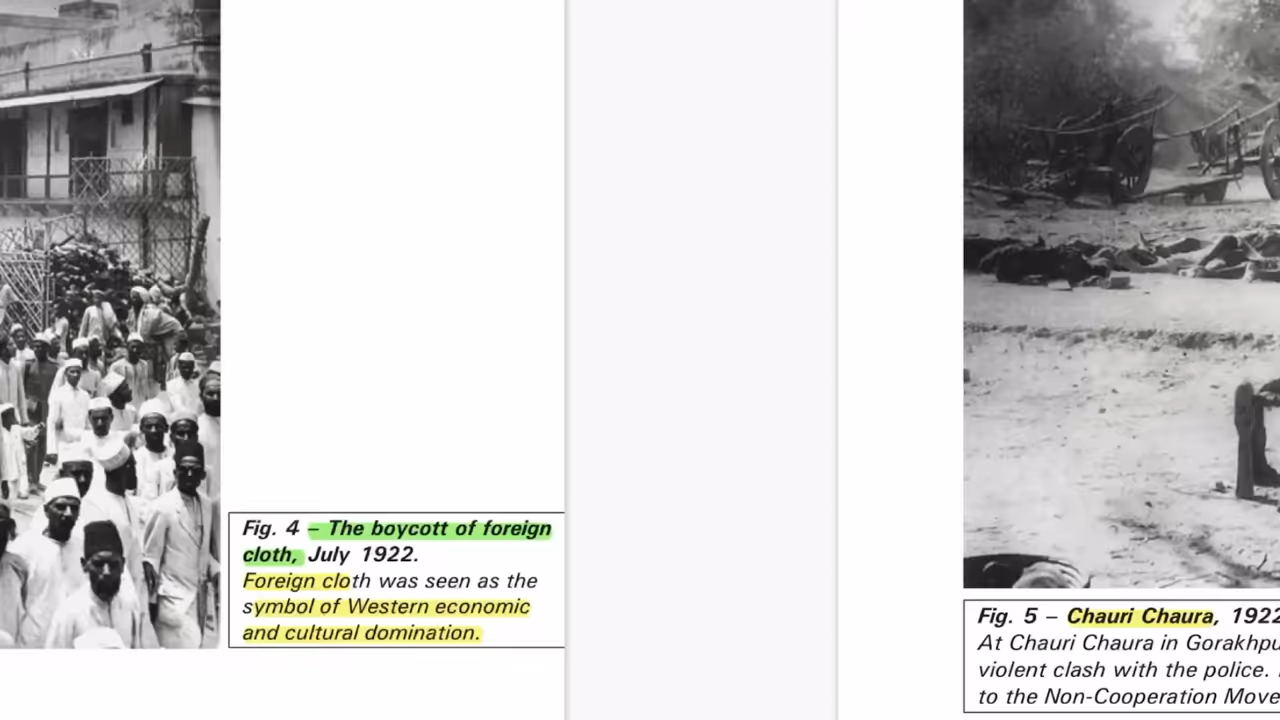 Fig. 4 – The boycott of foreign
cloth, July 1922.
Foreign cloth was seen as the
symbol of Western economic
and cultural domination.
Fig. 5 – Chauri Chaura, 1922
At Chauri Chaura in Gorakhpu
violent clash with the police.
to the Non-Cooperation Move